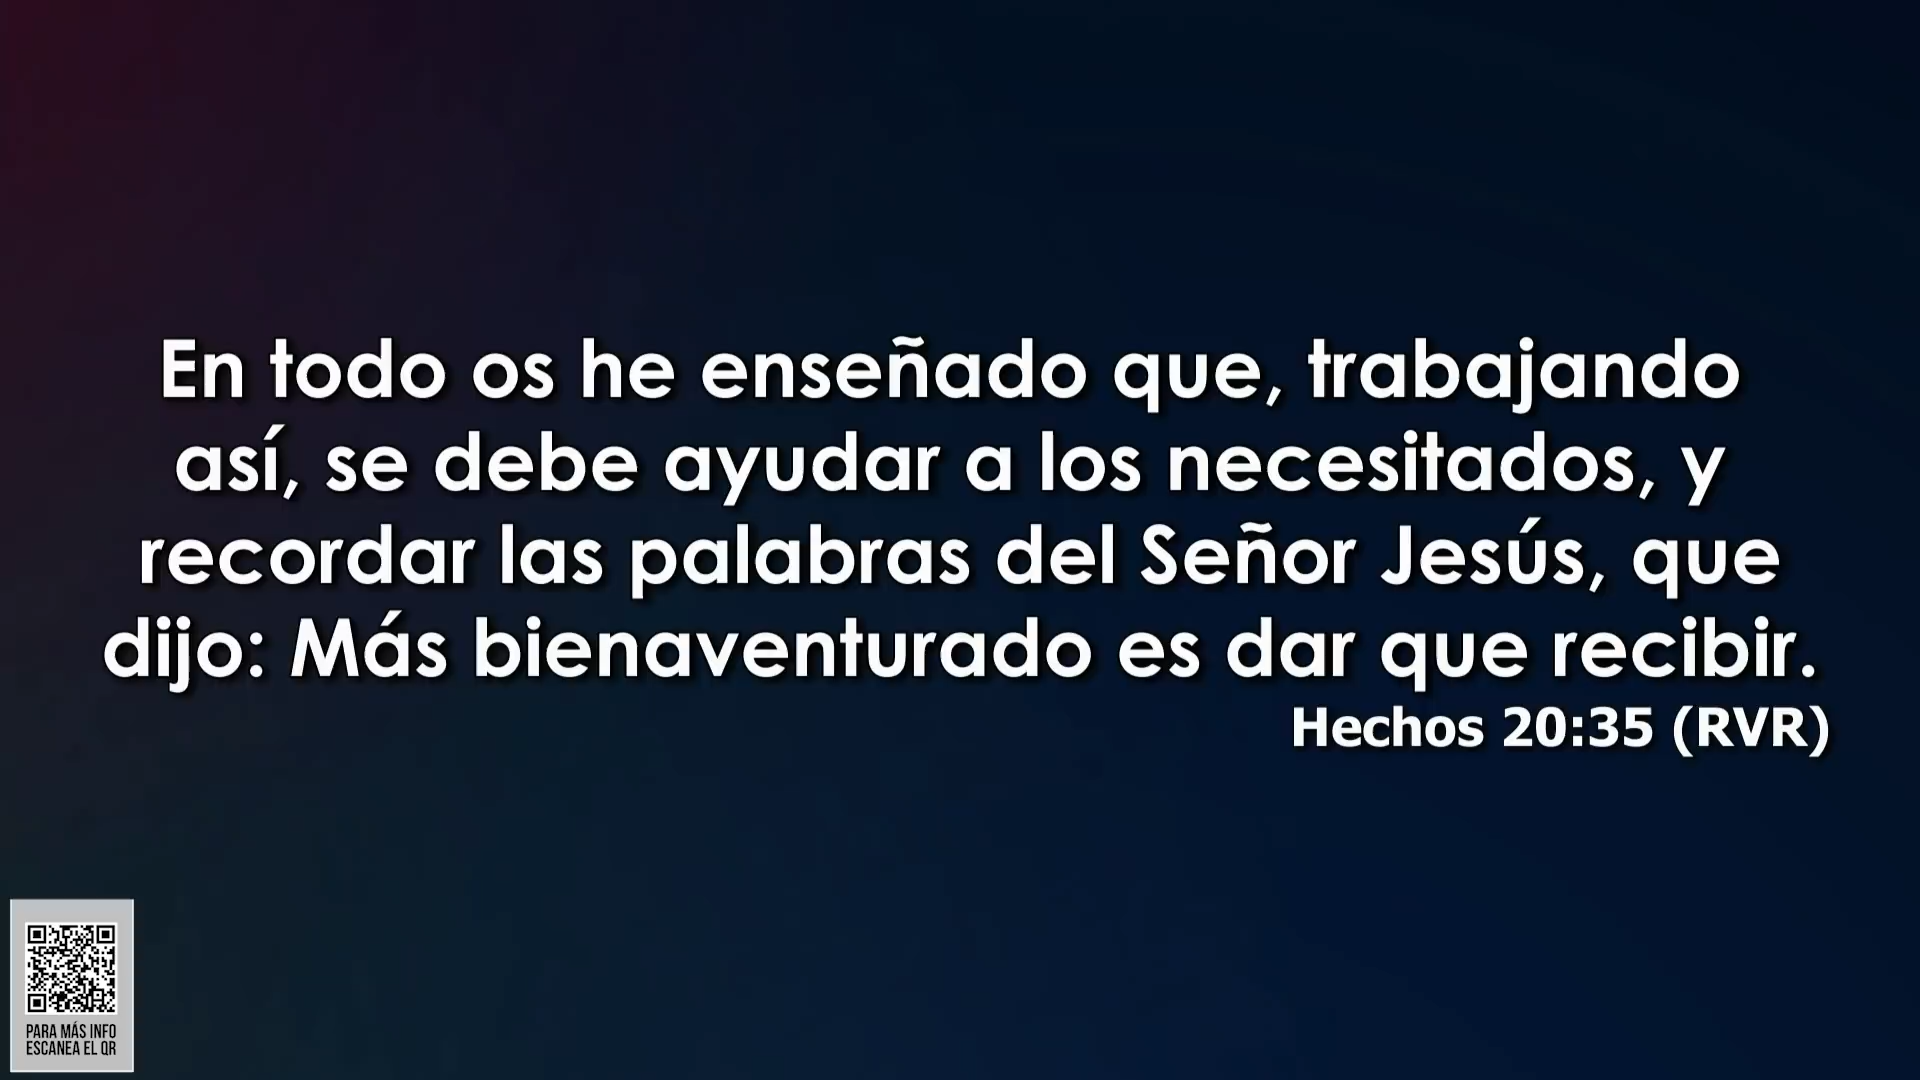 En todo os he enseñado que, trabajando
así, se debe ayudar a los necesitados, y
recordar las palabras del Señor Jesús, que
dijo: Más bienaventurado es dar que recibir.
Hechos 20:35 (RVR)
PARA MÁS INFO
ESCANEA EL QR